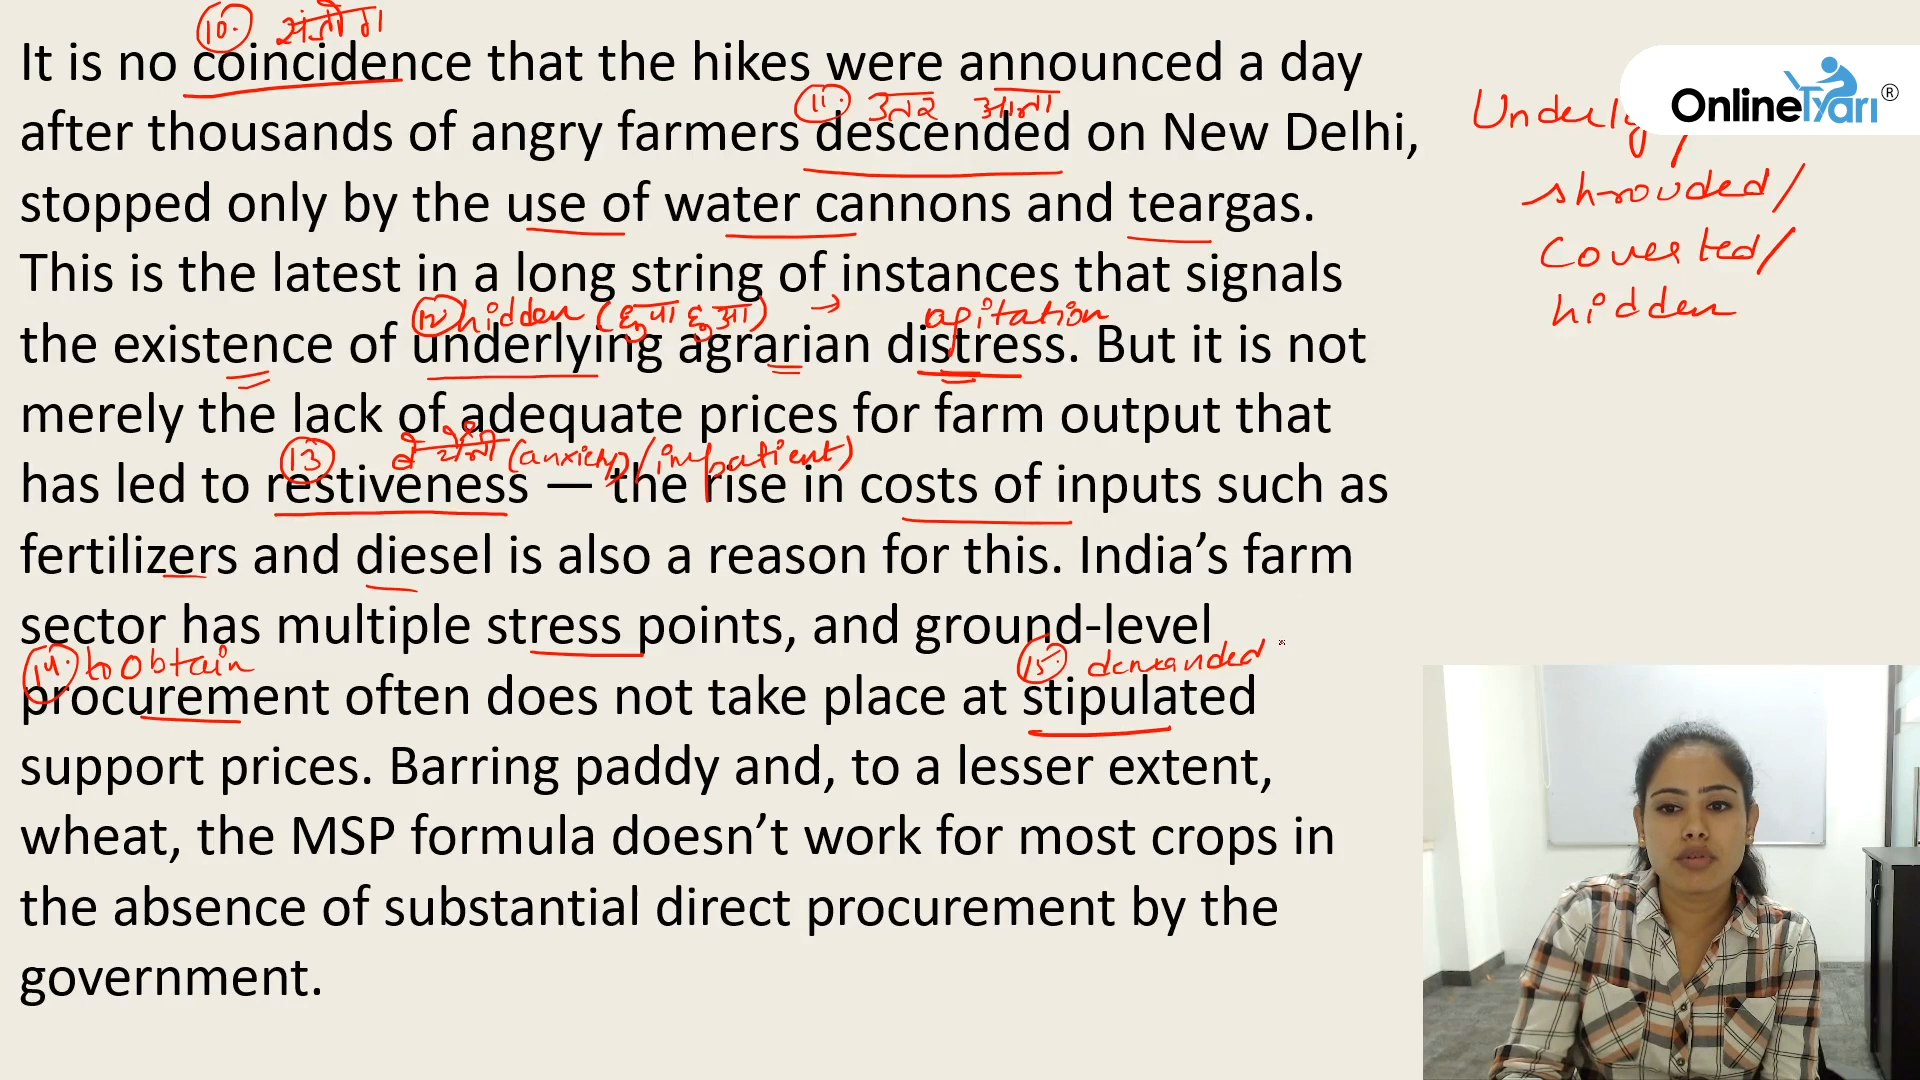 10. संजोग
It is no coincidence that the hikes were announced a day
11. उतर आना
after thousands of angry farmers descended on New Delhi,
stopped only by the use of water cannons and teargas.
This is the latest in a long string of instances that signals
12 hidden (छुपा हुआ) → agitation
the existence of underlying agrarian distress. But it is not
merely the lack of adequate prices for farm output that
13 बेचैनी (anxiety)/impatient)
has led to restiveness — the rise in costs of inputs such as
fertilizers and diesel is also a reason for this. India’s farm
sector has multiple stress points, and ground-level
14. to obtain 15. demanded
procurement often does not take place at stipulated
support prices. Barring paddy and, to a lesser extent,
wheat, the MSP formula doesn’t work for most crops in
the absence of substantial direct procurement by the
government.
OnlineTyari ®
shrouded/
Coverted/
hidden